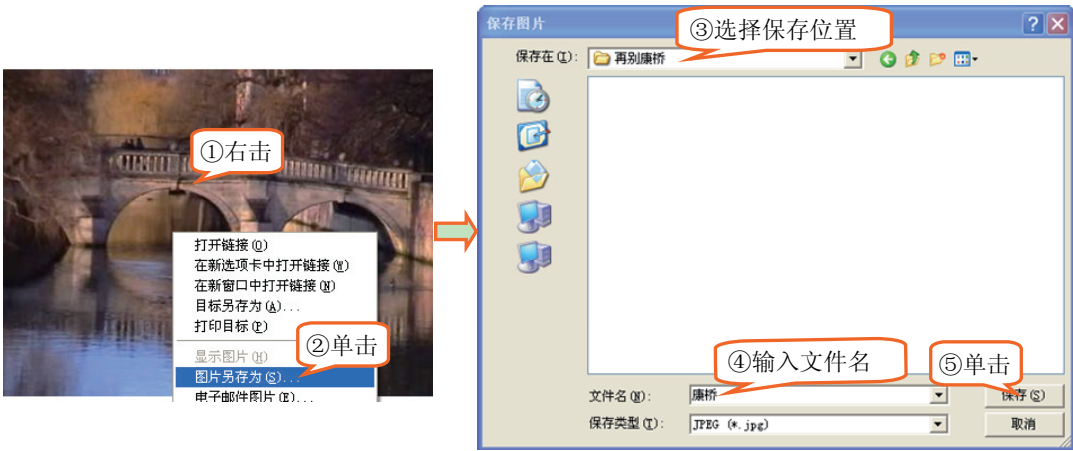 ①右击
打开链接(O)
在新选项卡中打开链接(W)
在新窗口中打开链接(N)
目标另存为(A)...
打印目标(P)
显示图片(H)
②单击
图片另存为(S)...
电子邮件图片(E)...
保存图片
③选择保存位置
保存在(I):
再别康桥
④输入文件名
⑤单击
文件名(N):
康桥
保存(S)
保存类型(T):
JPEG (*.jpg)
取消